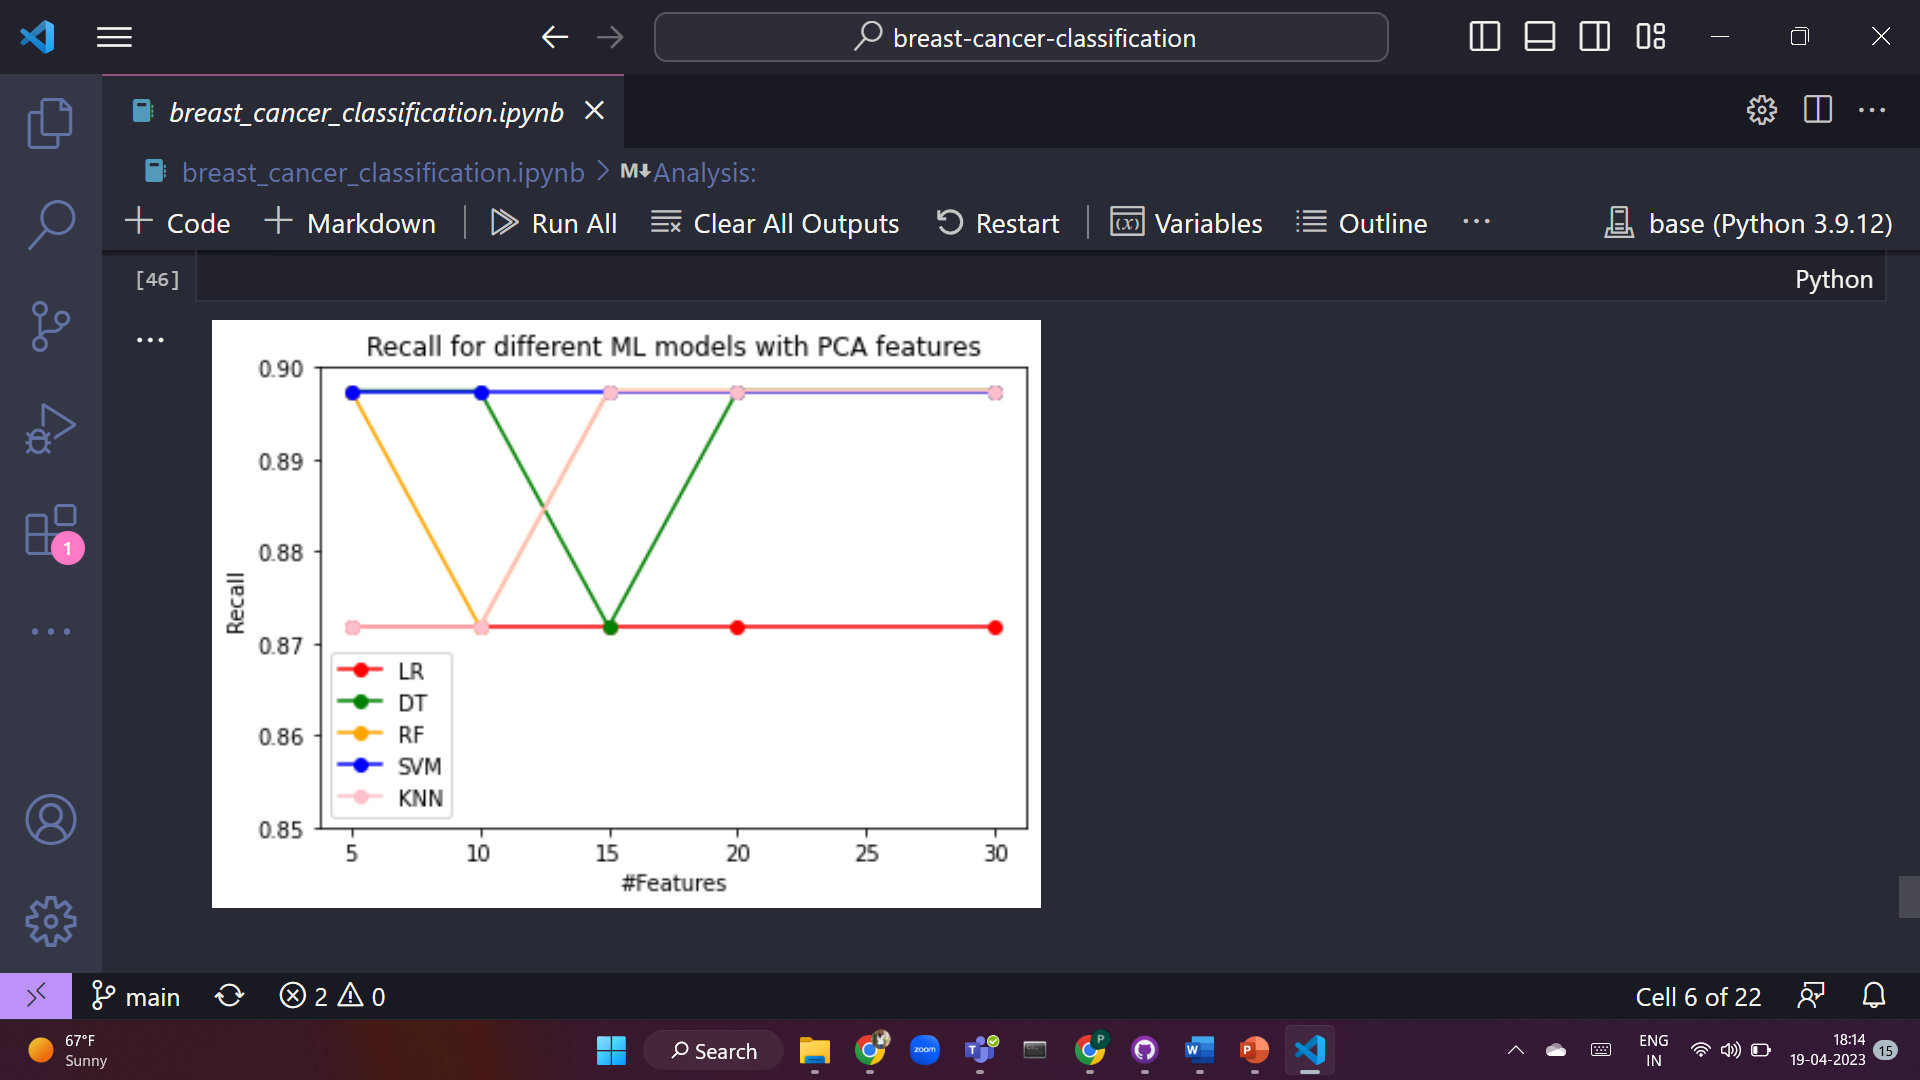 breast-cancer-classification
breast_cancer_classification.ipynb
breast_cancer_classification.ipynb > M Analysis:
+ Code + Markdown Run All Clear All Outputs Restart (x) Variables Outline ... base (Python 3.9.12)
[46] Python
...
Recall for different ML models with PCA features
0.90
0.89
0.88
0.87
0.86
0.85
Recall
LR
DT
RF
SVM
KNN
5 10 15 20 25 30
#Features
1
main 2 0 Cell 6 of 22
67°F
Sunny
Search
zoom
T
P
W
P
ENG
IN
18:14
19-04-2023
15